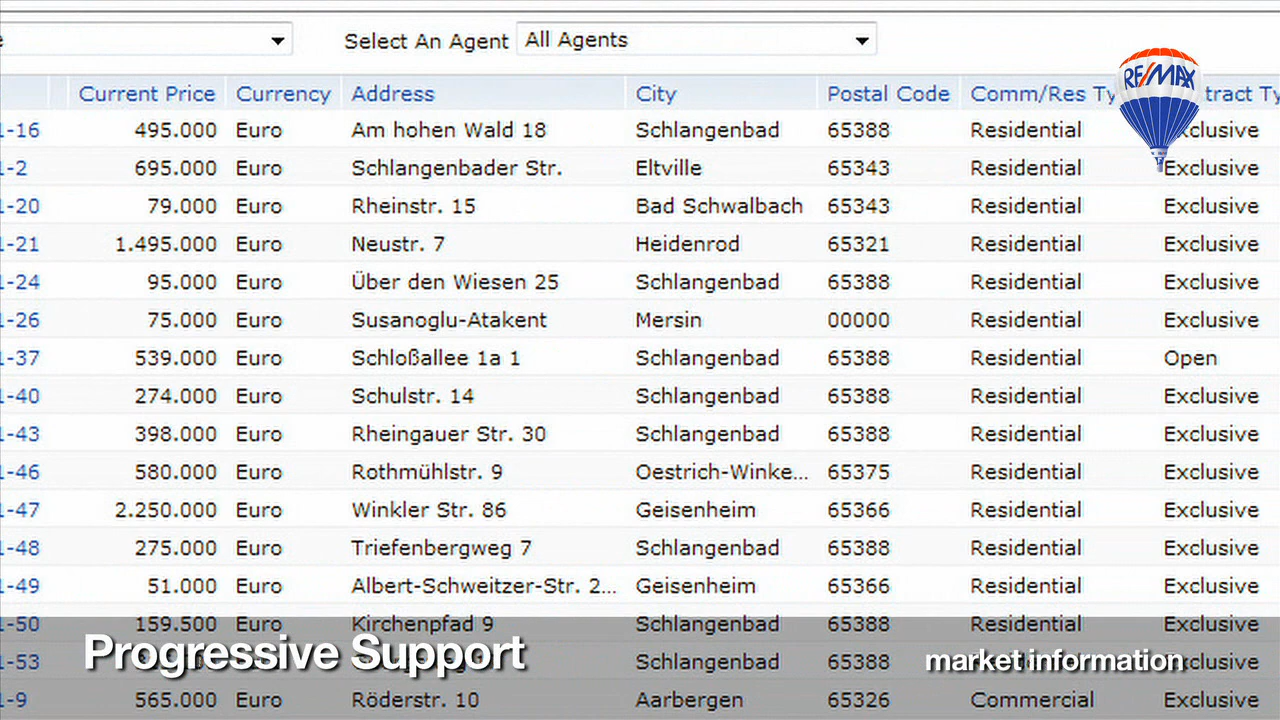 e Select An Agent All Agents
Current Price Currency Address City Postal Code Comm/Res Ty tract Ty
RE/MAX
1-16 495.000 Euro Am hohen Wald 18 Schlangenbad 65388 Residential Exclusive
1-2 695.000 Euro Schlangenbader Str. Eltville 65343 Residential Exclusive
1-20 79.000 Euro Rheinstr. 15 Bad Schwalbach 65343 Residential Exclusive
1-21 1.495.000 Euro Neustr. 7 Heidenrod 65321 Residential Exclusive
1-24 95.000 Euro Über den Wiesen 25 Schlangenbad 65388 Residential Exclusive
1-26 75.000 Euro Susanoglu-Atakent Mersin 00000 Residential Exclusive
1-37 539.000 Euro Schloßallee 1a 1 Schlangenbad 65388 Residential Open
1-40 274.000 Euro Schulstr. 14 Schlangenbad 65388 Residential Exclusive
1-43 398.000 Euro Rheingauer Str. 30 Schlangenbad 65388 Residential Exclusive
1-46 580.000 Euro Rothmühlstr. 9 Oestrich-Winke... 65375 Residential Exclusive
1-47 2.250.000 Euro Winkler Str. 86 Geisenheim 65366 Residential Exclusive
1-48 275.000 Euro Triefenbergweg 7 Schlangenbad 65388 Residential Exclusive
1-49 51.000 Euro Albert-Schweitzer-Str. 2... Geisenheim 65366 Residential Exclusive
1-50 159.500 Euro Kirchenpfad 9 Schlangenbad 65388 Residential Exclusive
1-53 Schlangenbad 65388 Exclusive
Progressive Support market information
1-9 565.000 Euro Röderstr. 10 Aarbergen 65326 Commercial Exclusive